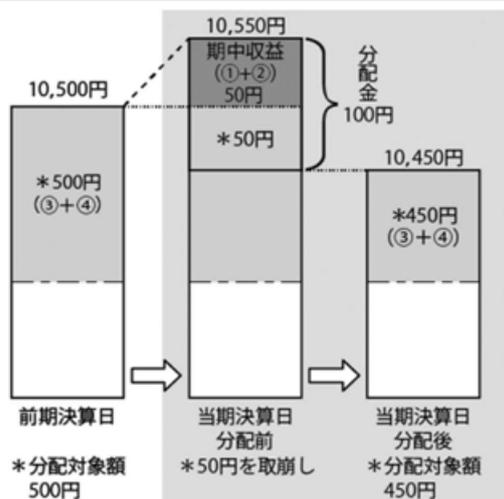 10,550円
期中収益
(①+②)
50円
分配金
100円
10,500円
*50円
10,450円
*500円
(③+④)
*450円
(③+④)
前期決算日
*分配対象額
500円
当期決算日
分配前
*50円を取崩し
当期決算日
分配後
*分配対象額
450円